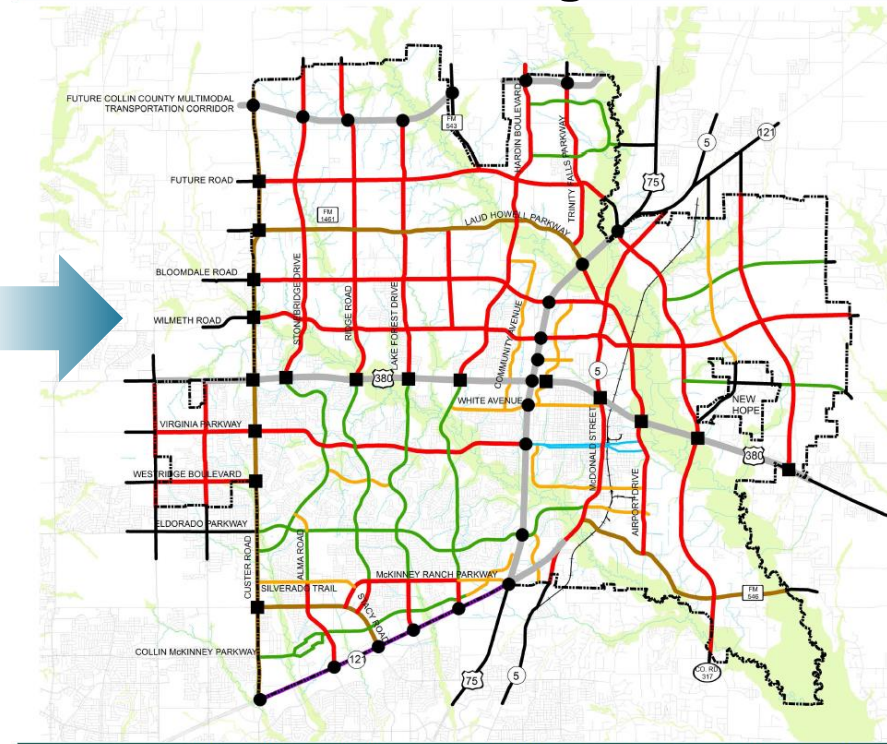 FUTURE COLLIN COUNTY MULTIMODAL
TRANSPORTATION CORRIDOR
FM
543
HARDIN BOULEVARD
TRINITY FALLS PARKWAY
5
121
75
FUTURE ROAD
FM
1461
LAUD HOWELL PARKWAY
BLOOMDALE ROAD
WILMETH ROAD
STONEBRIDGE DRIVE
RIDGE ROAD
LAKE FOREST DRIVE
COMMUNITY AVENUE
380
5
WHITE AVENUE
NEW
HOPE
VIRGINIA PARKWAY
McDONALD STREET
380
WESTRIDGE BOULEVARD
AIRPORT DRIVE
ELDORADO PARKWAY
CUSTER ROAD
ALMA ROAD
McKINNEY RANCH PARKWAY
SILVERADO TRAIL
STACY ROAD
FM
546
COLLIN McKINNEY PARKWAY
121
75
5
CO. RD.
317